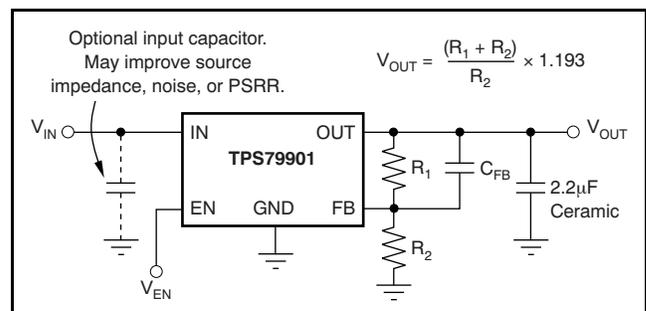 Optional input capacitor.
May improve source
impedance, noise, or PSRR.
VOUT = (R1 + R2) / R2 × 1.193
VIN
IN
OUT
VOUT
TPS79901
R1
CFB
2.2μF
Ceramic
EN
GND
FB
R2
VEN